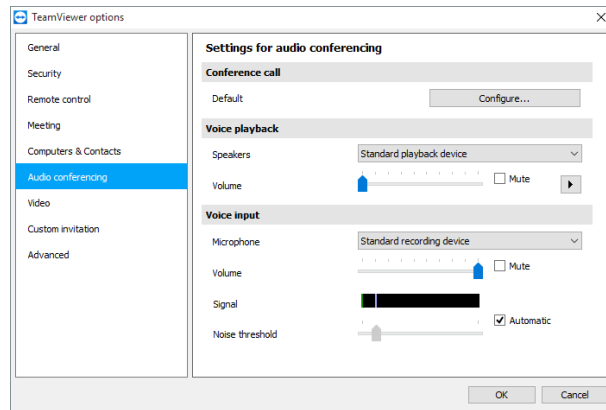 TeamViewer options
General
Security
Remote control
Meeting
Computers & Contacts
Audio conferencing
Video
Custom invitation
Advanced
Settings for audio conferencing
Conference call
Default Configure...
Voice playback
Speakers Standard playback device
Volume Mute
Voice input
Microphone Standard recording device
Volume Mute
Signal
Automatic
Noise threshold
OK Cancel